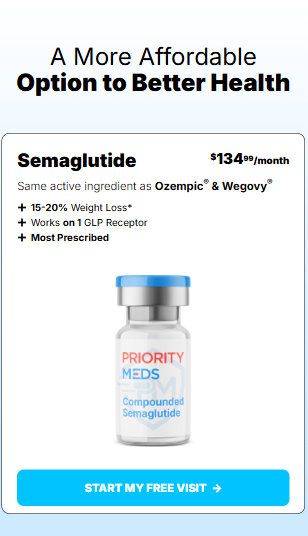 A More Affordable
Option to Better Health
Semaglutide $134.99/month
Same active ingredient as Ozempic® & Wegovy®
+ 15-20% Weight Loss*
+ Works on 1 GLP Receptor
+ Most Prescribed
PRIORITY
MEDS
Compounded
Semaglutide
START MY FREE VISIT →